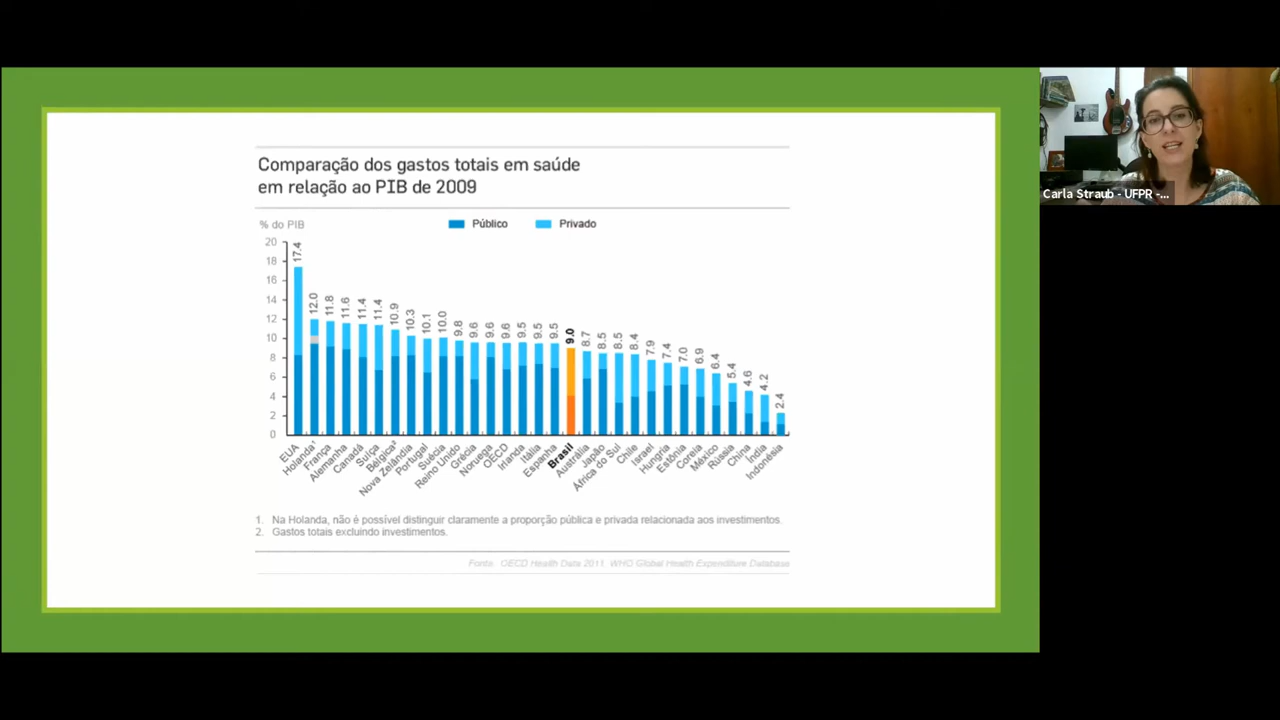 Comparação dos gastos totais em saúde
em relação ao PIB de 2009
% do PIB
Público
Privado
20
18
16
14
12
10
8
6
4
2
0
17.4
12.0
11.8
11.6
11.4
11.4
10.9
10.3
10.1
10.0
9.8
9.6
9.6
9.6
9.5
9.5
9.5
9.0
8.7
8.5
8.5
8.4
7.9
7.4
7.0
6.9
6.4
5.4
4.6
4.2
2.4
EUA
Holanda¹
França
Alemanha
Canadá
Suíça
Bélgica²
Nova Zelândia
Portugal
Suécia
Reino Unido
Grécia
Noruega
OECD
Irlanda
Itália
Espanha
Brasil
Austrália
Japão
África do Sul
Chile
Israel
Hungria
Estônia
Coreia
México
Rússia
China
Índia
Indonésia
1. Na Holanda, não é possível distinguir claramente a proporção pública e privada relacionada aos investimentos.
2. Gastos totais excluindo investimentos.
Fonte: OECD Health Data 2011, WHO Global Health Expenditure Database
Carla Straub - UFPR -...